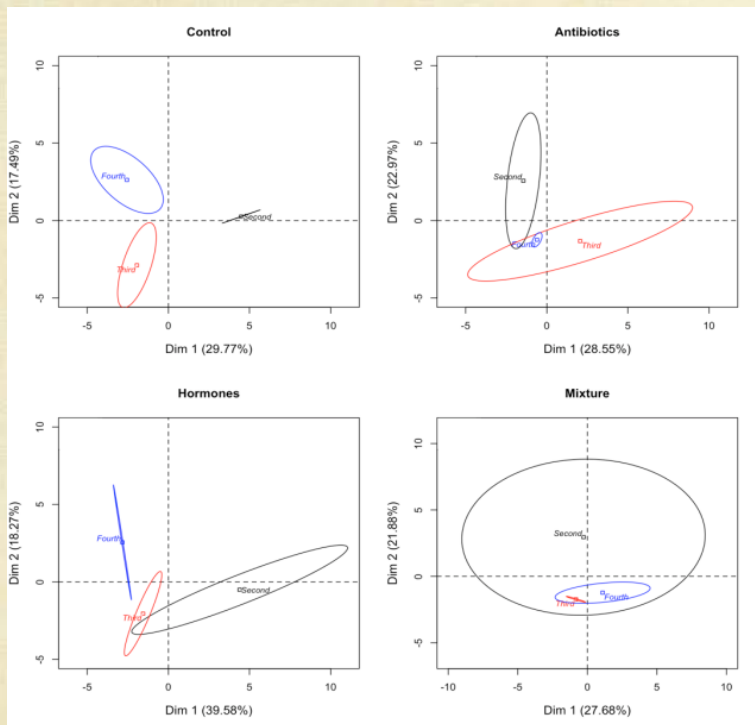 Control
10
5
0
-5
Dim 2 (17.49%)
Fourth
Second
Third
-5
0
5
10
Dim 1 (29.77%)
Antibiotics
10
5
0
-5
Dim 2 (22.97%)
Second
Fourth
Third
-5
0
5
10
Dim 1 (28.55%)
Hormones
10
5
0
-5
Dim 2 (18.27%)
Fourth
Second
Third
-5
0
5
10
Dim 1 (39.58%)
Mixture
10
5
0
-5
Dim 2 (21.88%)
Second
Fourth
Third
-10
-5
0
5
10
Dim 1 (27.68%)